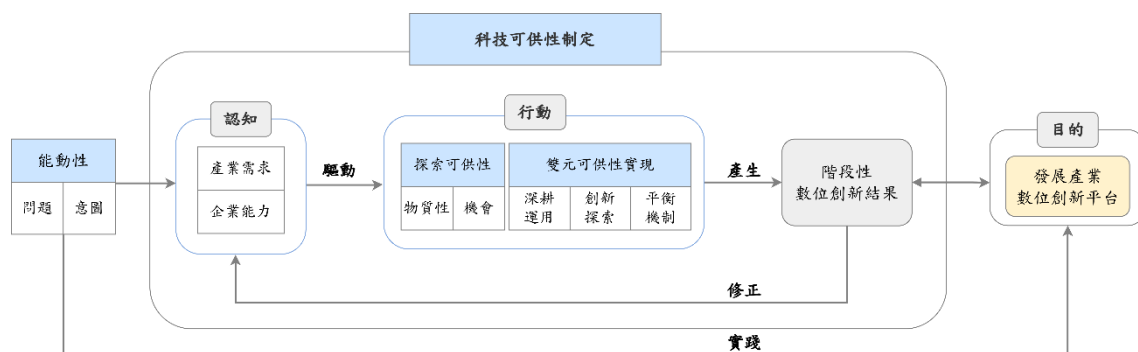 科技可供性制定
認知
行動
目的
能動性
問題
意圖
產業需求
企業能力
驅動
探索可供性
物質性
機會
雙元可供性實現
深耕
運用
創新
探索
平衡
機制
產生
階段性
數位創新結果
發展產業
數位創新平台
修正
實踐